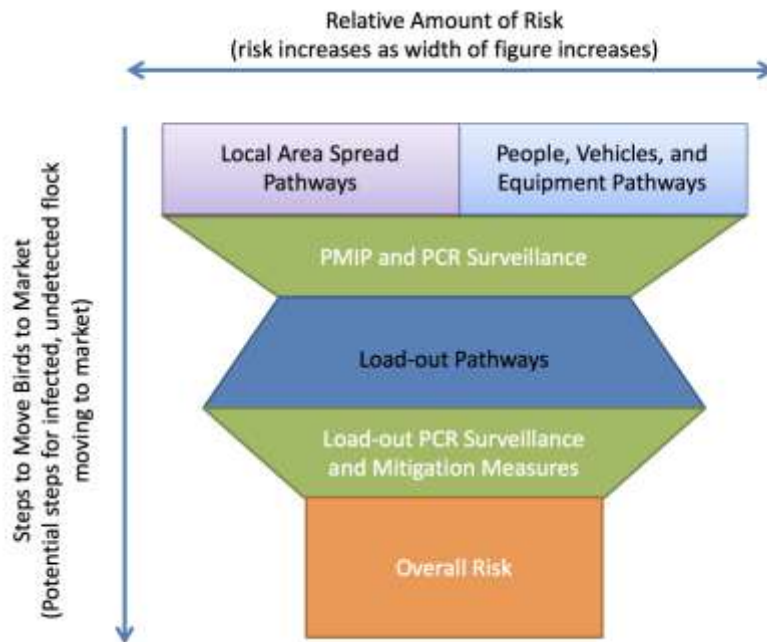 Relative Amount of Risk
(risk increases as width of figure increases)
Local Area Spread
Pathways
People, Vehicles, and
Equipment Pathways
PMIP and PCR Surveillance
Load-out Pathways
Load-out PCR Surveillance
and Mitigation Measures
Overall Risk
Steps to Move Birds to Market
(Potential steps for infected, undetected flock
moving to market)